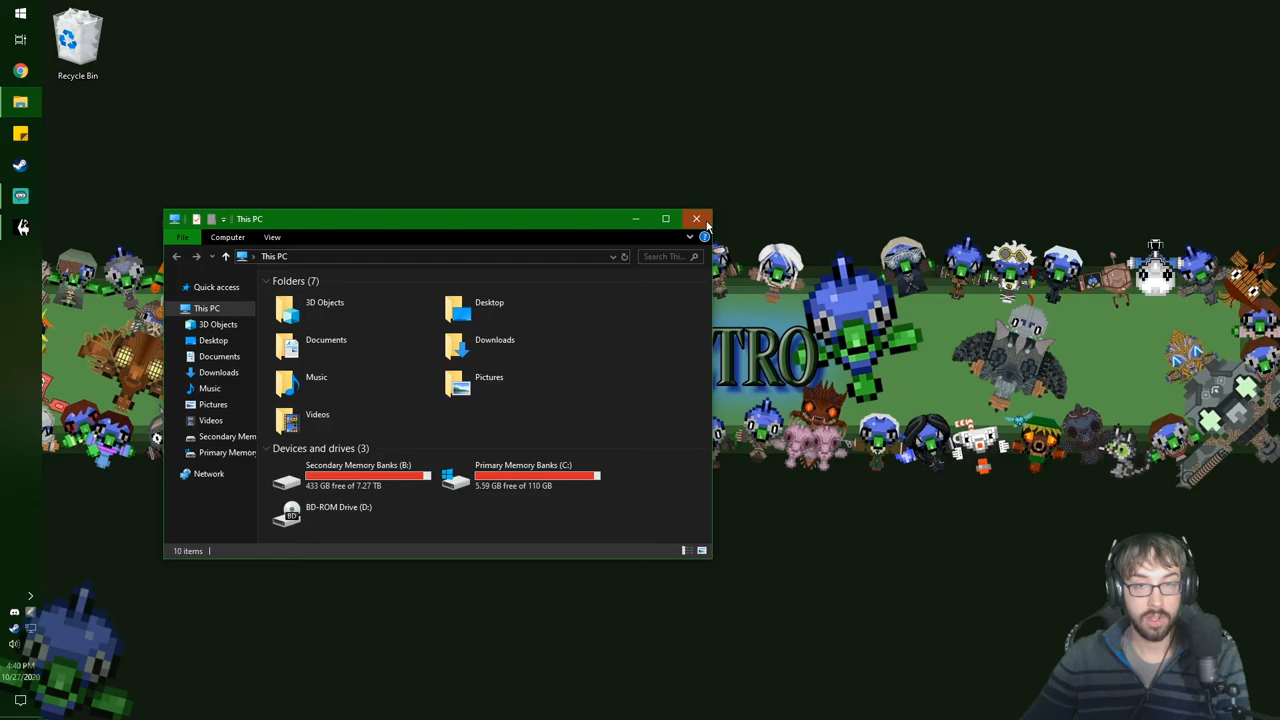 Recycle Bin
This PC
File Computer View
This PC
Search Thi...
Quick access
This PC
3D Objects
Desktop
Documents
Downloads
Music
Pictures
Videos
Secondary Mem
Primary Memory
Network
Folders (7)
3D Objects
Desktop
Documents
Downloads
Music
Pictures
Videos
Devices and drives (3)
Secondary Memory Banks (B:)
433 GB free of 7.27 TB
Primary Memory Banks (C:)
5.59 GB free of 110 GB
BD
BD-ROM Drive (D:)
10 items
TRO
4:40 PM
10/27/2020